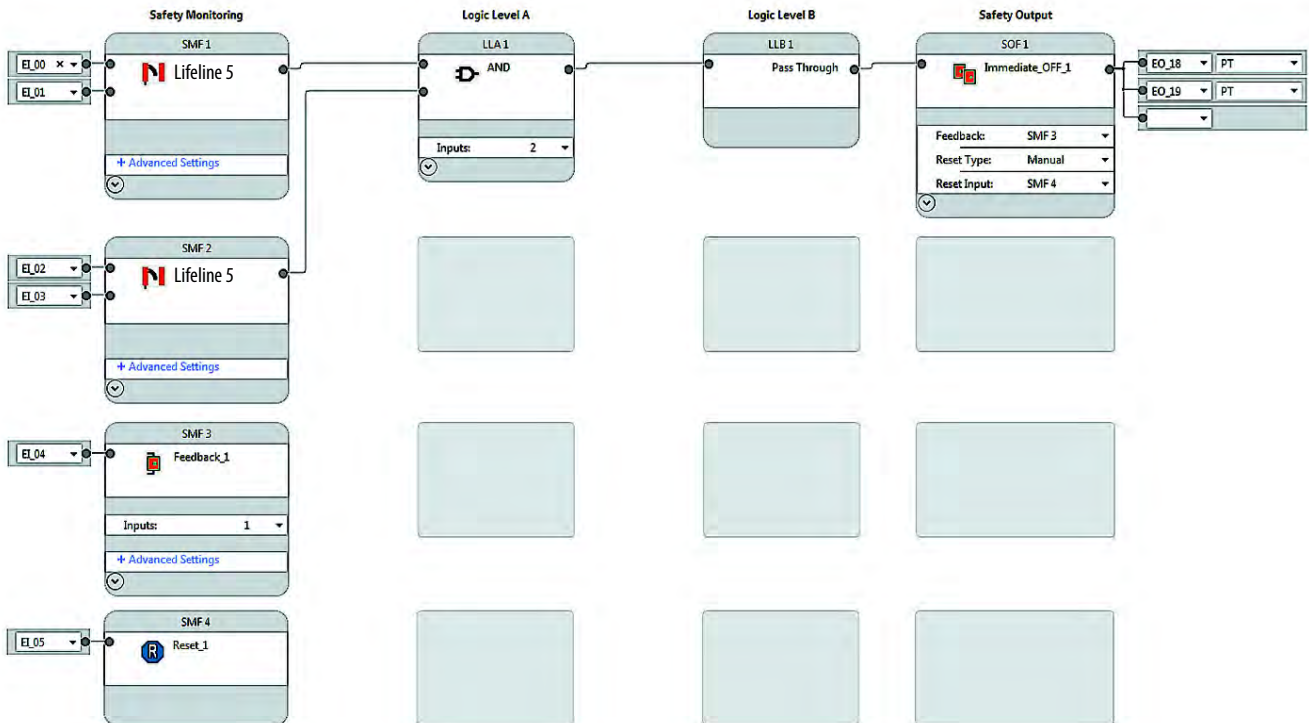 Safety Monitoring
Logic Level A
Logic Level B
Safety Output
SMF 1
EI_00 ×
EI_01
Lifeline 5
+ Advanced Settings
LLA 1
AND
Inputs: 2
LLB 1
Pass Through
SOF 1
Immediate_OFF_1
Feedback: SMF 3
Reset Type: Manual
Reset Input: SMF 4
EO_18 PT
EO_19 PT
SMF 2
EI_02
EI_03
Lifeline 5
+ Advanced Settings
SMF 3
EI_04
Feedback_1
Inputs: 1
+ Advanced Settings
SMF 4
EI_05
R
Reset_1